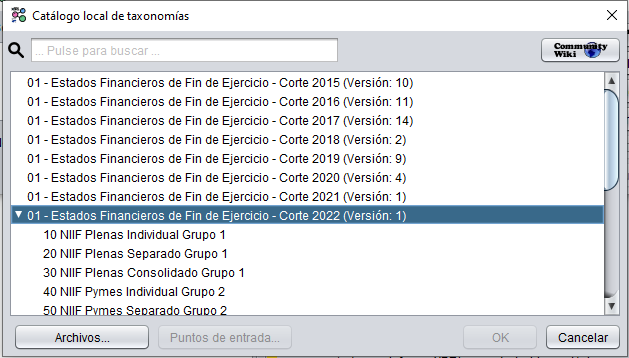 Catálogo local de taxonomías
... Pulse para buscar ...
Community
Wiki
01 - Estados Financieros de Fin de Ejercicio - Corte 2015 (Versión: 10)
01 - Estados Financieros de Fin de Ejercicio - Corte 2016 (Versión: 11)
01 - Estados Financieros de Fin de Ejercicio - Corte 2017 (Versión: 14)
01 - Estados Financieros de Fin de Ejercicio - Corte 2018 (Versión: 2)
01 - Estados Financieros de Fin de Ejercicio - Corte 2019 (Versión: 9)
01 - Estados Financieros de Fin de Ejercicio - Corte 2020 (Versión: 4)
01 - Estados Financieros de Fin de Ejercicio - Corte 2021 (Versión: 1)
01 - Estados Financieros de Fin de Ejercicio - Corte 2022 (Versión: 1)
10 NIIF Plenas Individual Grupo 1
20 NIIF Plenas Separado Grupo 1
30 NIIF Plenas Consolidado Grupo 1
40 NIIF Pymes Individual Grupo 2
50 NIIF Pymes Separado Grupo 2
Archivos...
Puntos de entrada...
OK
Cancelar